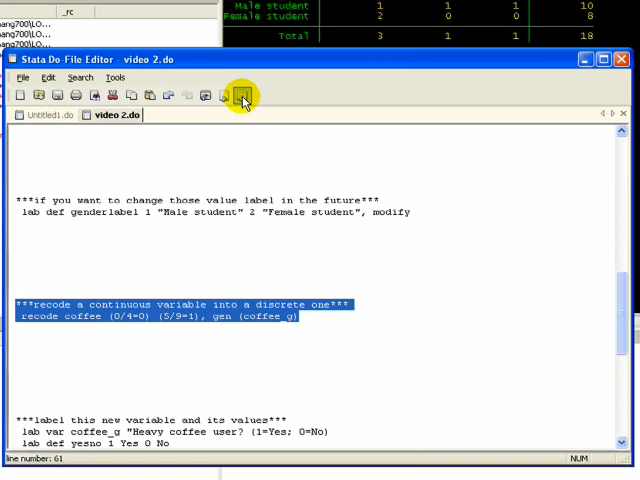 _rc
ang700\LO...
nang700\LO...
nang700\LO...
Male student 1 1 1 10
Female student 2 0 0 8
Total 3 1 1 18
Stata Do-File Editor - video 2.do
File Edit Search Tools
Untitled1.do video 2.do
***if you want to change those value label in the future***
lab def genderlabel 1 "Male student" 2 "Female student", modify
***recode a continuous variable into a discrete one***
recode coffee (0/4=0) (5/9=1), gen (coffee_g)
***label this new variable and its values***
lab var coffee_g "Heavy coffee user? (1=Yes; 0=No)
lab def yesno 1 Yes 0 No
line number: 61 NUM